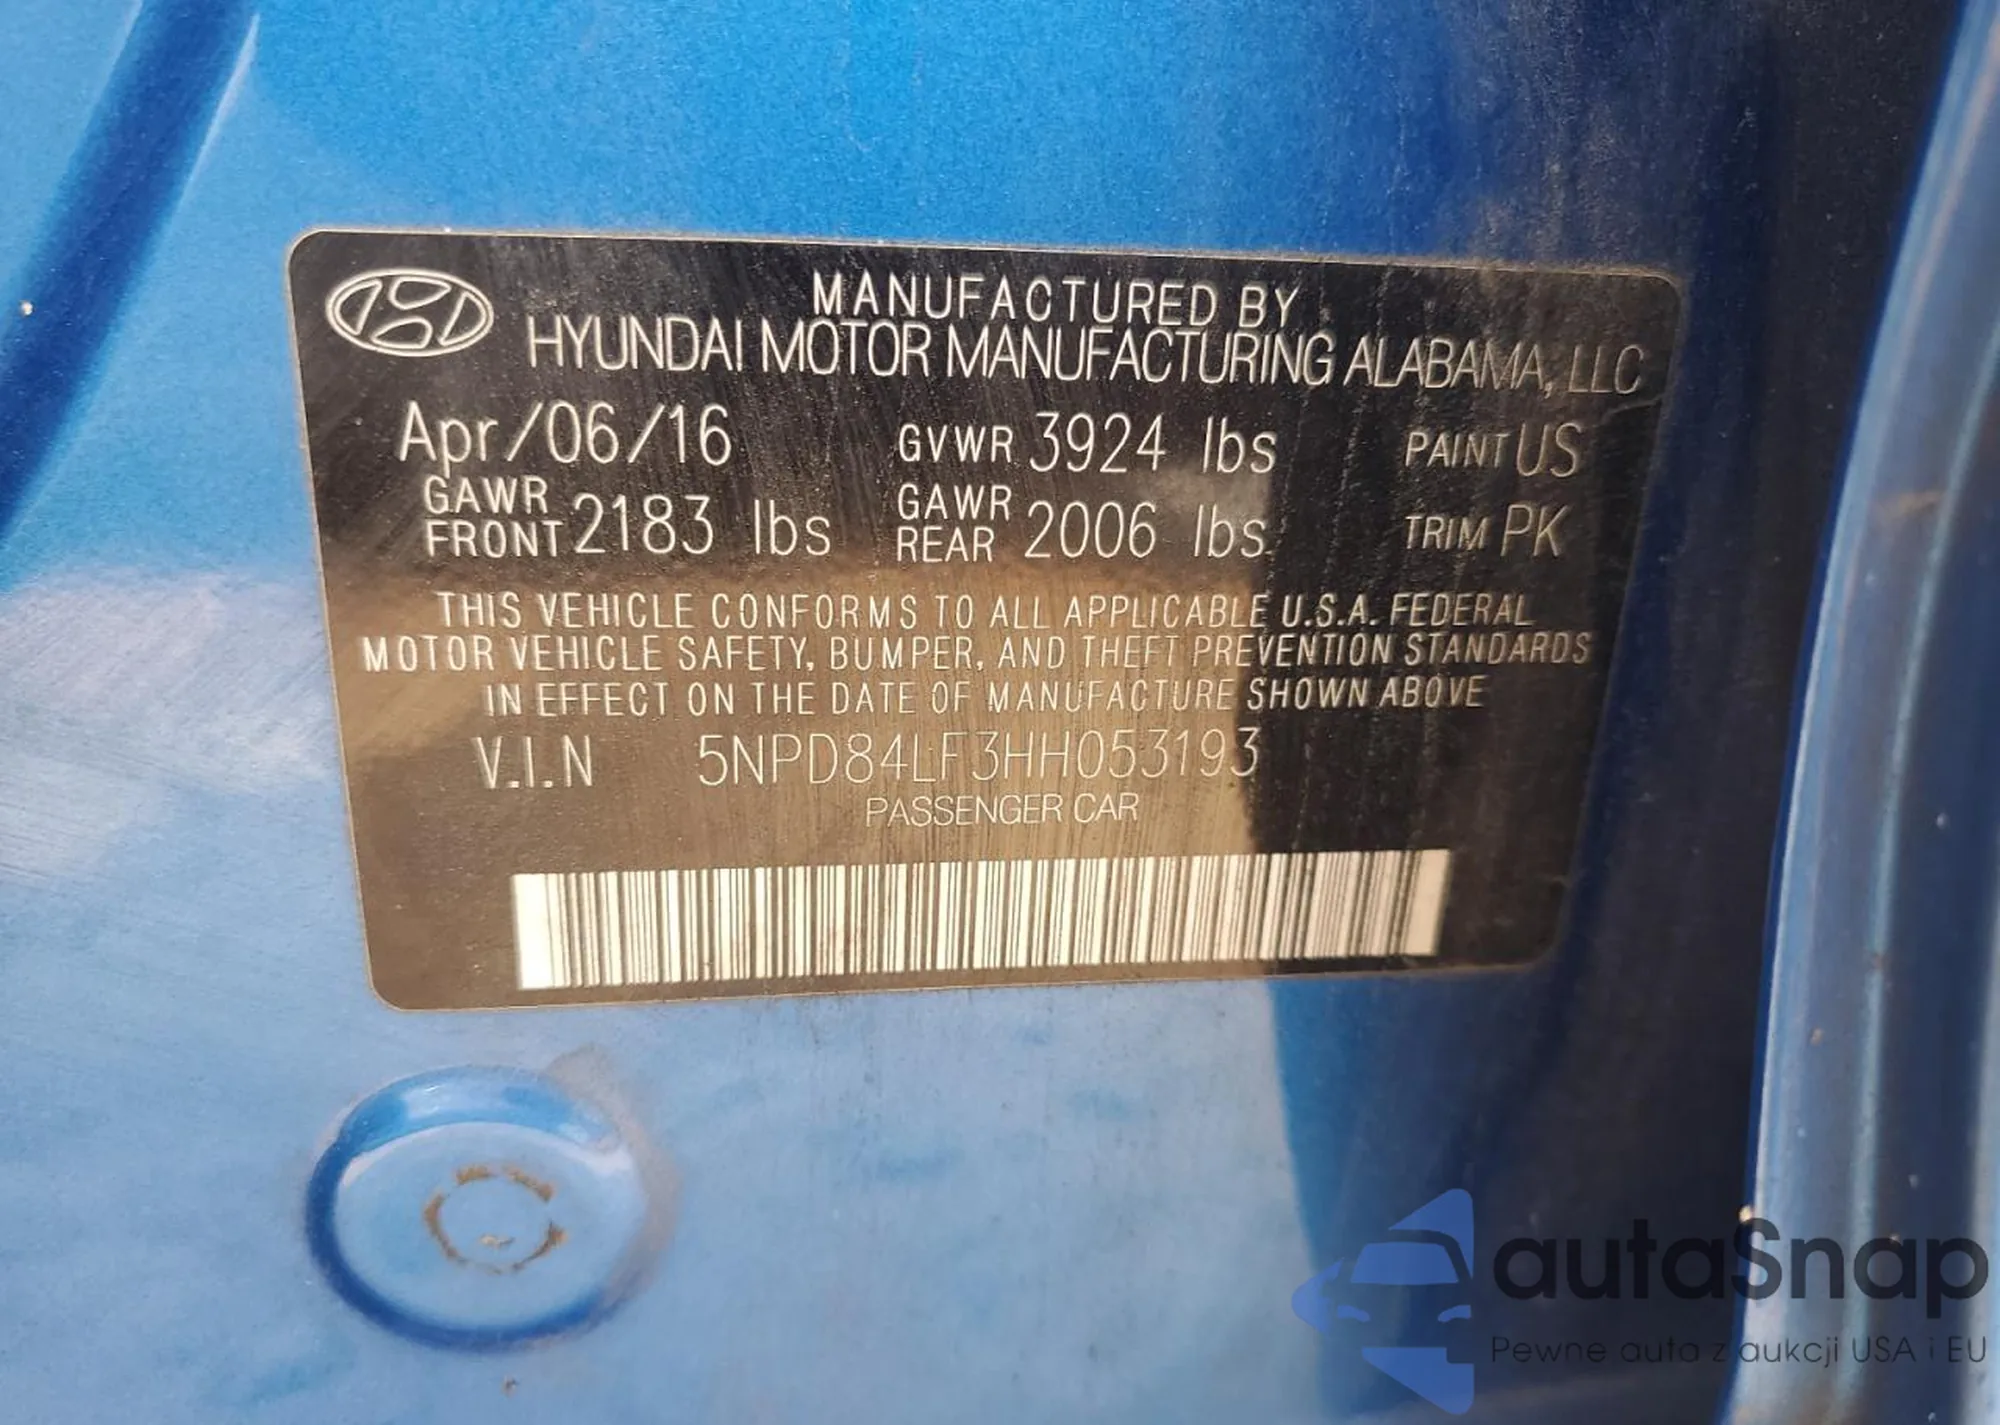 MANUFACTURED BY
HYUNDAI MOTOR MANUFACTURING ALABAMA, LLC
Apr/06/16 GVWR 3924 lbs PAINT US
GAWR FRONT 2183 lbs GAWR REAR 2006 lbs TRIM PK
THIS VEHICLE CONFORMS TO ALL APPLICABLE U.S.A. FEDERAL
MOTOR VEHICLE SAFETY, BUMPER, AND THEFT PREVENTION STANDARDS
IN EFFECT ON THE DATE OF MANUFACTURE SHOWN ABOVE
V.I.N 5NPD84LF3HH053193
PASSENGER CAR
autaSnap
Pewne auta z aukcji USA i EU